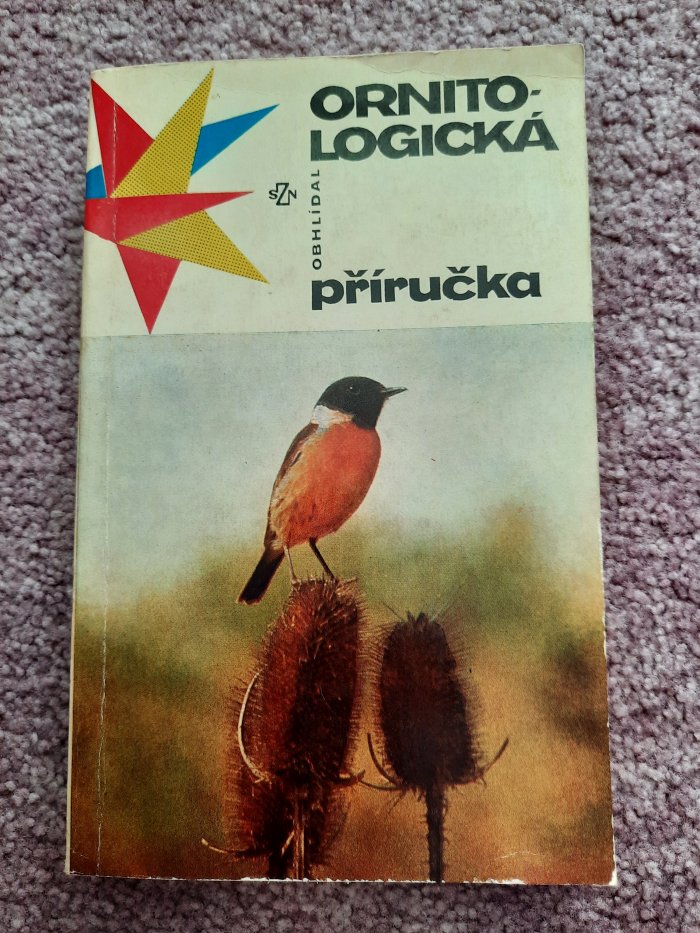 ORNITO-
LOGICKÁ
OBHLÍDAL
příručka
SZN